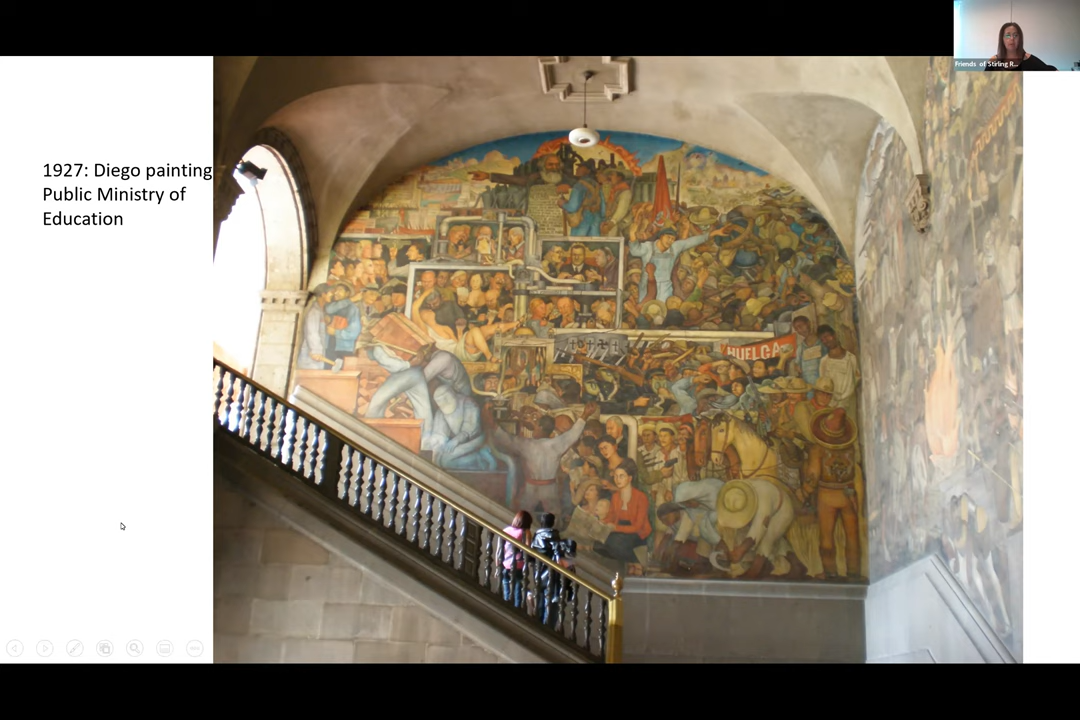 Friends of Stirling R...
1927: Diego painting
Public Ministry of
Education
HUELGA